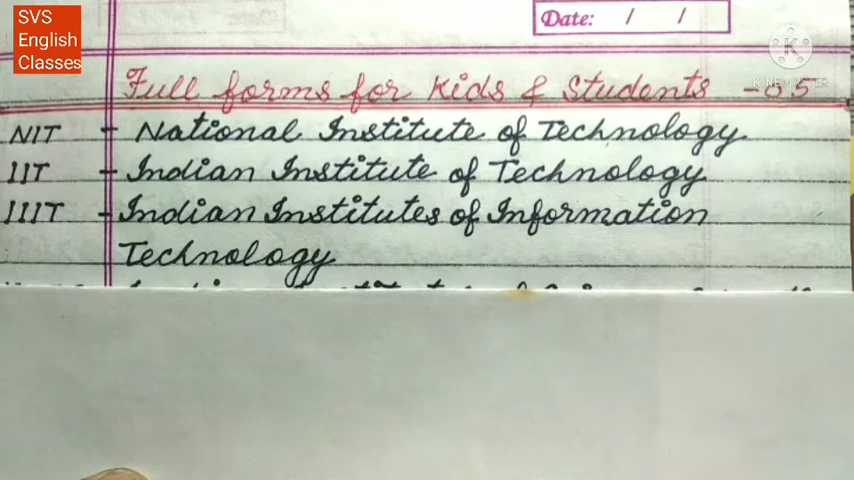 SVS
English
Classes
Date: / /
KINEMASTER
Full forms for Kids & Students - 05
NIT - National Institute of Technology
IIT - Indian Institute of Technology
IIIT - Indian Institutes of Information
Technology